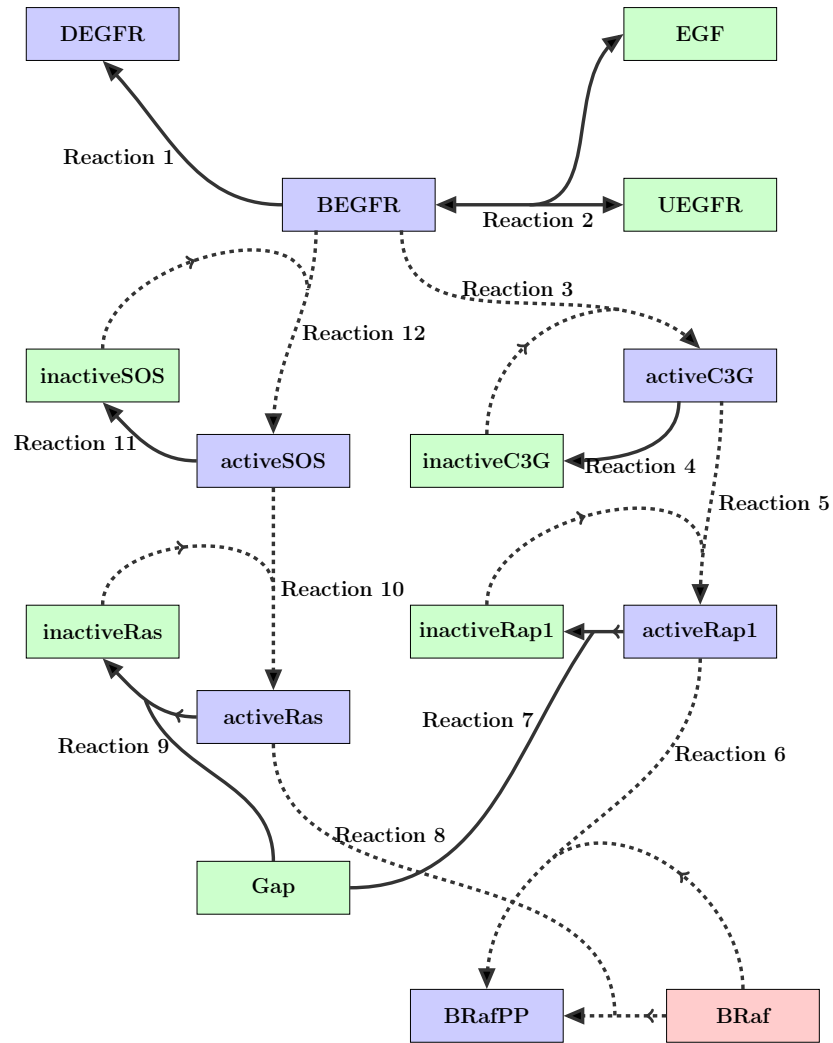 DEGFR
EGF
Reaction 1
BEGFR
UEGFR
Reaction 2
Reaction 3
Reaction 12
inactiveSOS
activeC3G
Reaction 11
activeSOS
inactiveC3G
Reaction 4
Reaction 5
Reaction 10
inactiveRas
inactiveRap1
activeRap1
activeRas
Reaction 7
Reaction 9
Reaction 6
Reaction 8
Gap
BRafPP
BRaf